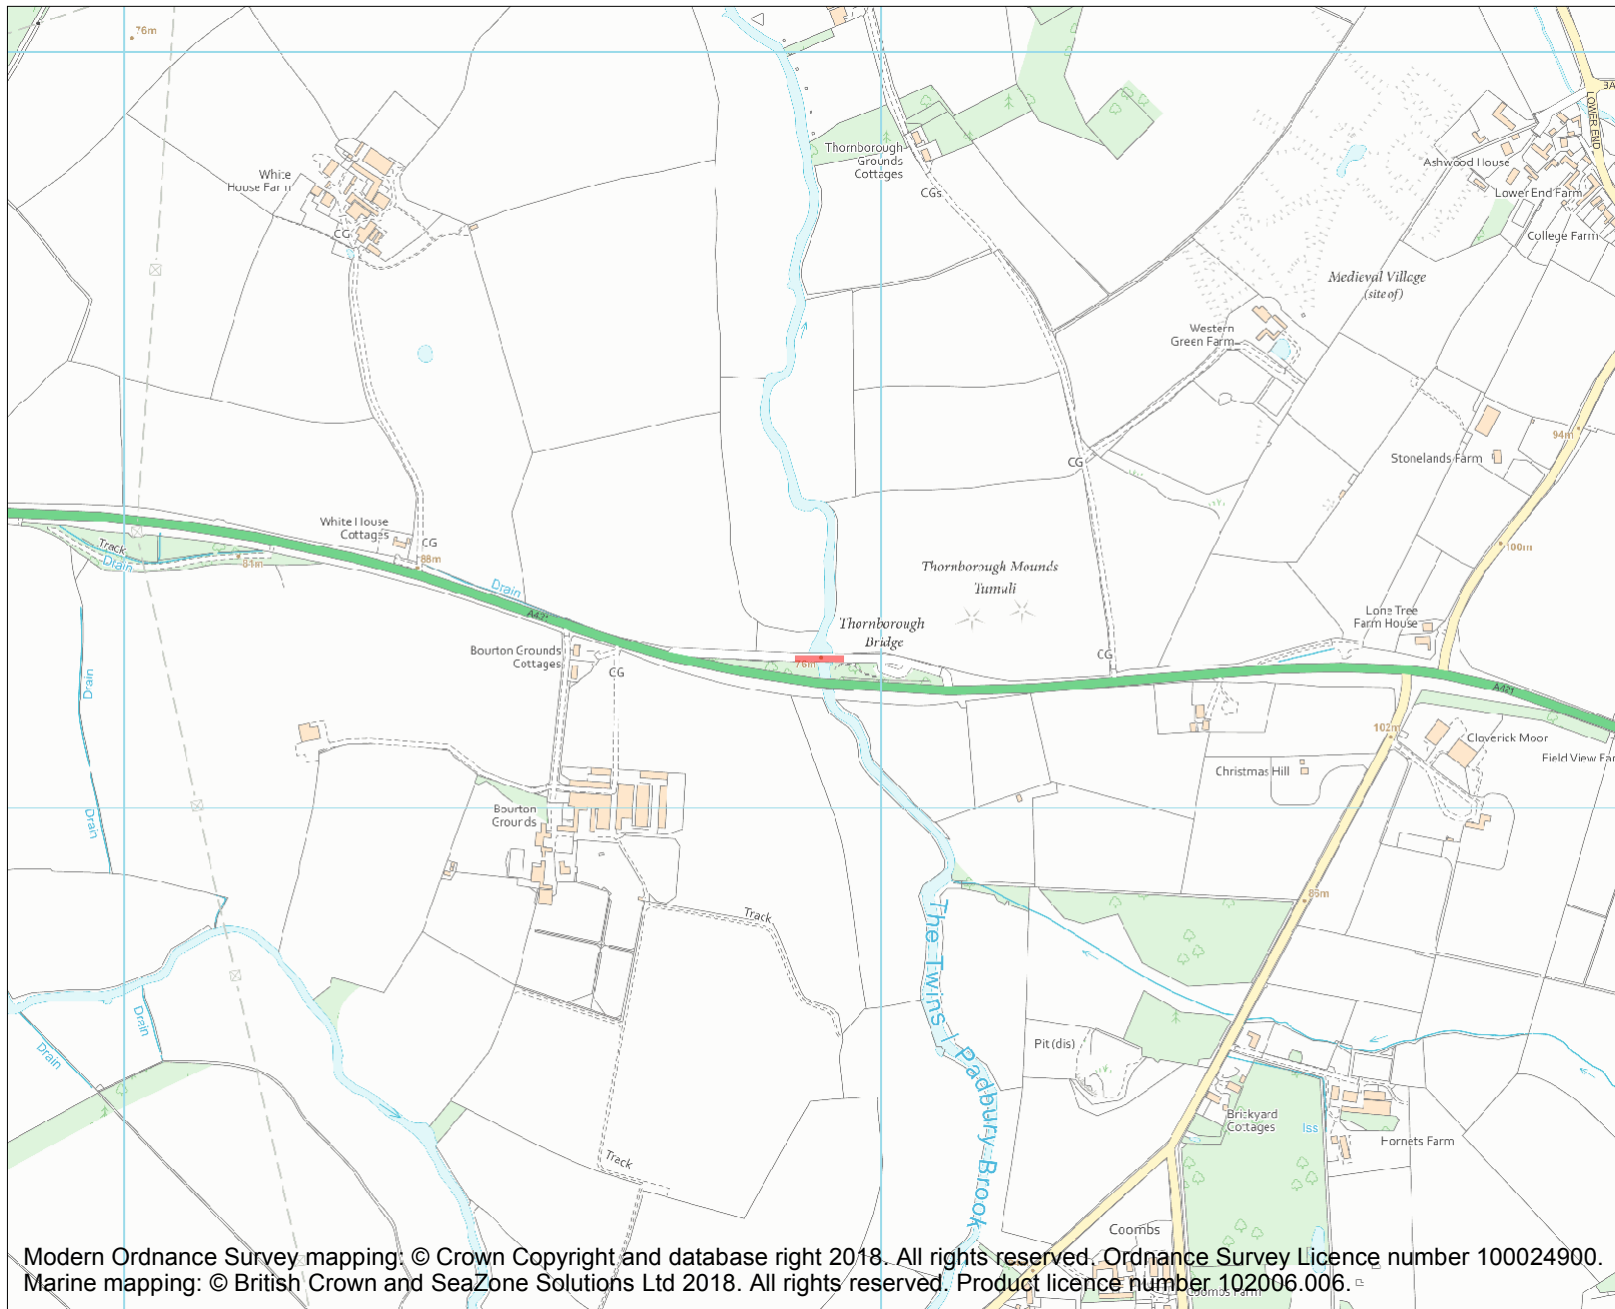 76m
BA
LOWER END
Thornborough
Grounds
Cottages
CGs
Ashwood House
Lower End Farm
College Farm
White
House Farm
CG
Medieval Village
(site of)
Western
Green Farm
94m
Stonelands Farm
CG
100m
White House
Cottages
CG
88m
Track
Drain
81m
Drain
A421
Thornborough Mounds
Tumuli
Thornborough
Bridge
76m
Lone Tree
Farm House
Bourton Grounds
Cottages
CG
CG
A421
Drain
102m
Cloverick Moor
Field View Far
Christmas Hill
Bourton
Grounds
Drain
86m
Track
The Twins / Padbury Brook
Drain
Drain
Pit (dis)
Brickyard
Cottages
Iss
Hornets Farm
Track
Coombs
Modern Ordnance Survey mapping: © Crown Copyright and database right 2018. All rights reserved. Ordnance Survey Licence number 100024900.
Marine mapping: © British Crown and SeaZone Solutions Ltd 2018. All rights reserved. Product licence number 102006.006.
Coombs Farm